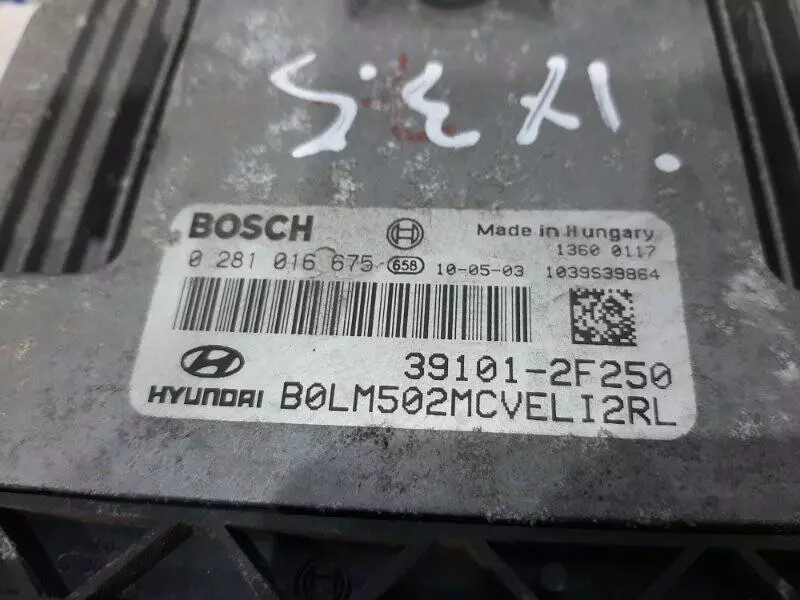 BOSCH
Made in Hungary
1360 0117
0 281 016 675 658 10-05-03 1039S39864
39101-2F250
HYUNDAI B0LM502MCVELI2RL